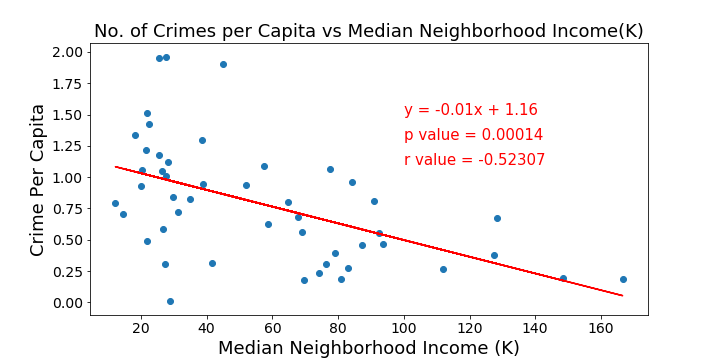 No. of Crimes per Capita vs Median Neighborhood Income(K)
2.00
1.75
1.50
1.25
1.00
0.75
0.50
0.25
0.00
Crime Per Capita
y = -0.01x + 1.16
p value = 0.00014
r value = -0.52307
20 40 60 80 100 120 140 160
Median Neighborhood Income (K)